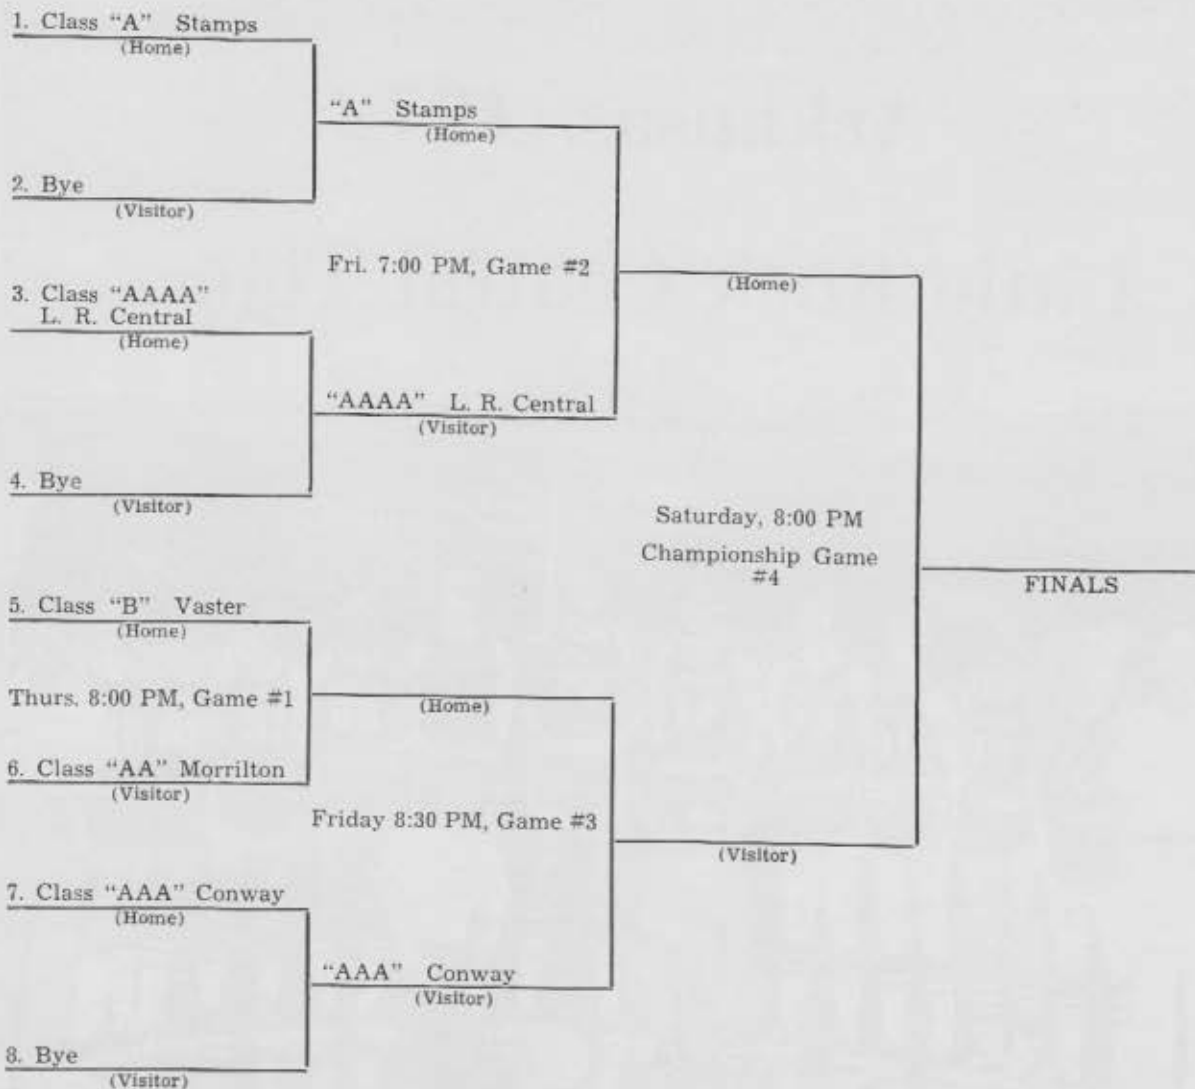 1. Class “A” Stamps
(Home)
“A” Stamps
(Home)
2. Bye
(Visitor)
Fri. 7:00 PM, Game #2
(Home)
3. Class “AAAA”
L. R. Central
(Home)
“AAAA” L. R. Central
(Visitor)
4. Bye
(Visitor)
Saturday, 8:00 PM
Championship Game
#4
FINALS
5. Class “B” Vaster
(Home)
Thurs. 8:00 PM, Game #1
(Home)
6. Class “AA” Morrilton
(Visitor)
Friday 8:30 PM, Game #3
(Visitor)
7. Class “AAA” Conway
(Home)
“AAA” Conway
(Visitor)
8. Bye
(Visitor)